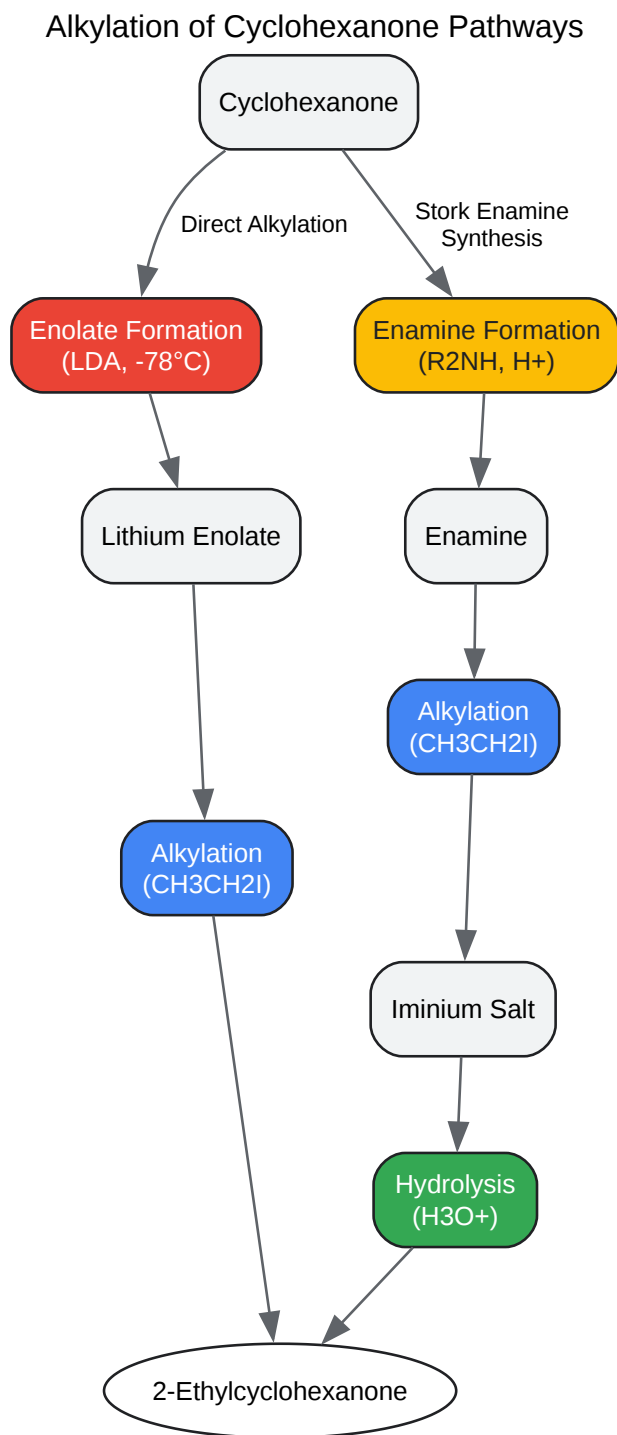 Alkylation of Cyclohexanone Pathways
Cyclohexanone
Direct Alkylation
Stork Enamine
Synthesis
Enolate Formation
(LDA, -78°C)
Enamine Formation
(R2NH, H+)
Lithium Enolate
Enamine
Alkylation
(CH3CH2I)
Alkylation
(CH3CH2I)
Iminium Salt
Hydrolysis
(H3O+)
2-Ethylcyclohexanone